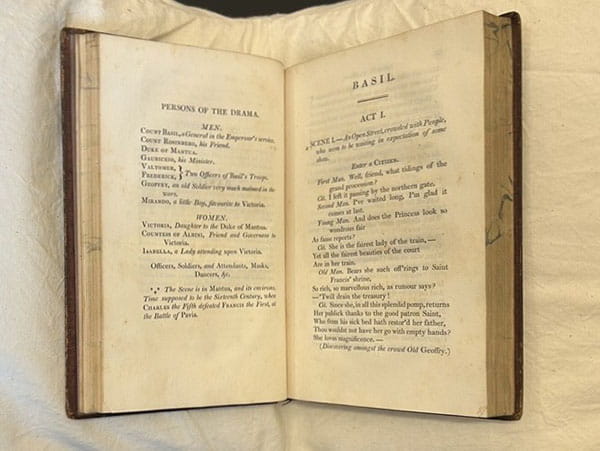 PERSONS OF THE DRAMA.
MEN.
COUNT BASIL, a General in the Emperor's service.
COUNT ROSINBERG, his Friend.
DUKE OF MANTUA.
GAURICEIO, his Minister.
VALTOMER, }
FREDERICK, } Two Officers of Basil's Troops.
GEOFFRY, an old Soldier very much maimed in the
wars.
MIRANDO, a little Boy, favourite to Victoria.
WOMEN.
VICTORIA, Daughter to the Duke of Mantua.
COUNTESS OF ALBINI, Friend and Governess to
Victoria.
ISABELLA, a Lady attending upon Victoria.
Officers, Soldiers, and Attendants, Masks,
Dancers, &c.
The Scene is in Mantua, and its environs.
Time supposed to be the Sixteenth Century, when
CHARLES the Fifth defeated FRANCIS the First, at
the Battle of Pavia.
BASIL.
ACT I.
SCENE I.—An Open Street, crowded with People,
who seem to be waiting in expectation of some
show.
Enter a CITIZEN.
First Man. Well, friend, what tidings of the
grand procession?
Cit. I left it passing by the northern gate.
Second Man. I've waited long, I'm glad it
comes at last.
Young Man. And does the Princess look so
wondrous fair
As fame reports?
Cit. She is the fairest lady of the train,—
Yet all the fairest beauties of the court
Are in her train.
Old Man. Bears she such off'rings to Saint
Francis' shrine,
So rich, so marvellous rich, as rumour says?
—'Twill drain the treasury!
Cit. Since she, in all this splendid pomp, returns
Her publick thanks to the good patron Saint,
Who from his sick bed hath restor'd her father,
Thou wouldst not have her go with empty hands?
She loves magnificence.—
(Discovering amongst the crowd Old Geoffry.)